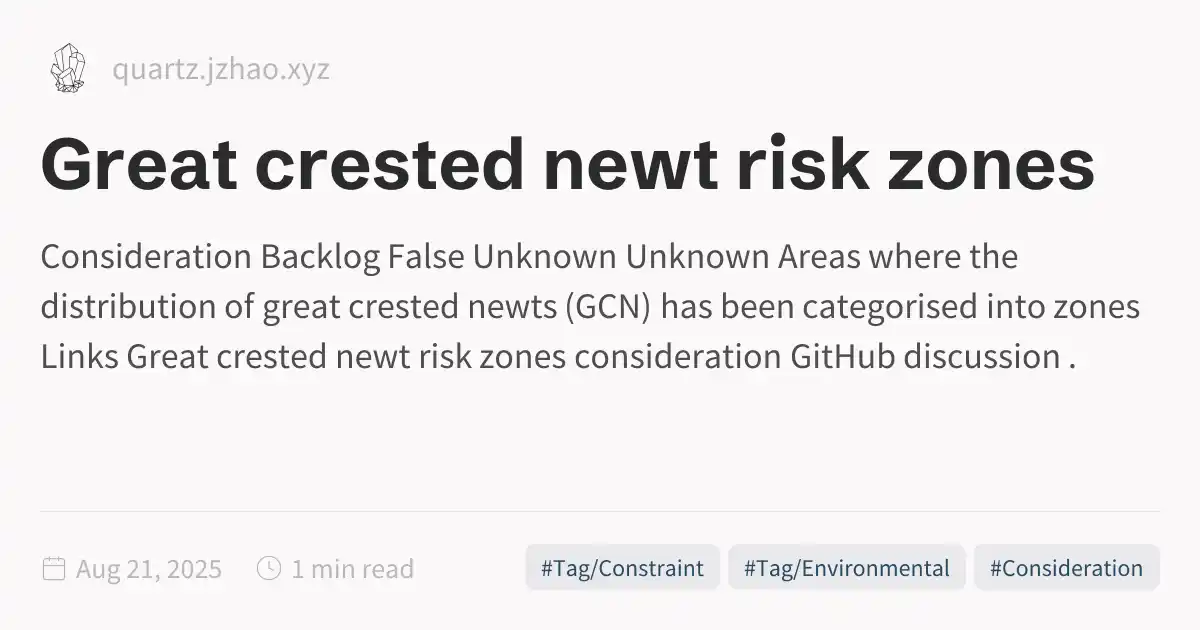 quartz.jzhao.xyz
Great crested newt risk zones
Consideration Backlog False Unknown Unknown Areas where the
distribution of great crested newts (GCN) has been categorised into zones
Links Great crested newt risk zones consideration GitHub discussion .
Aug 21, 2025 1 min read #Tag/Constraint #Tag/Environmental #Consideration